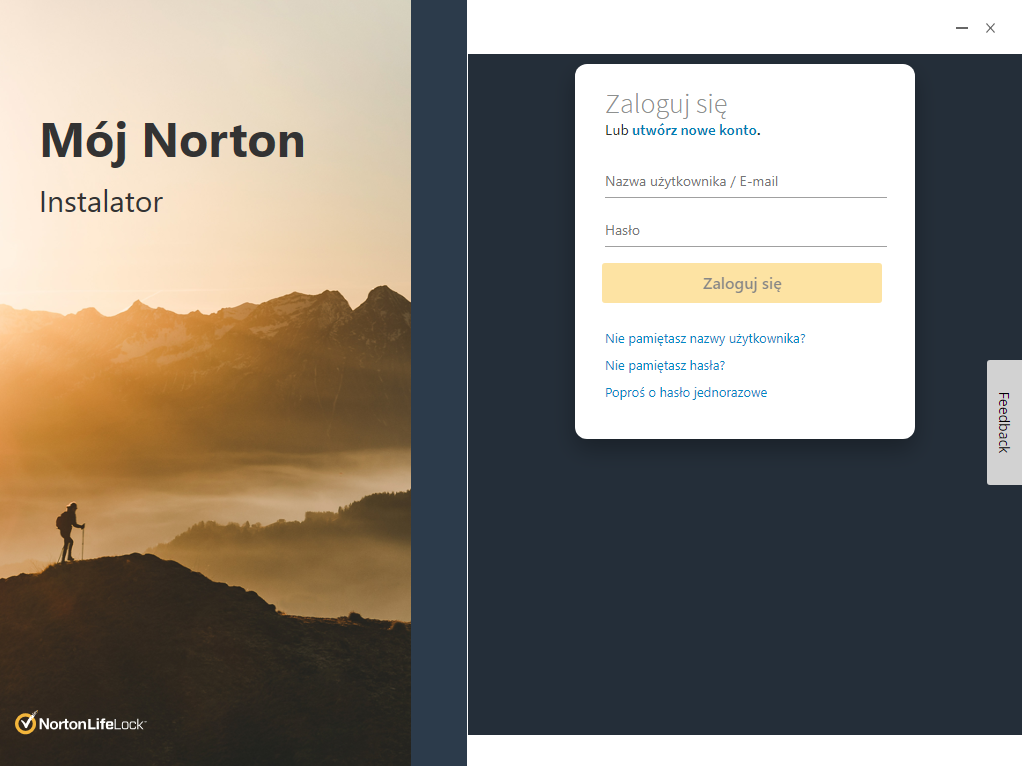 Mój Norton
Instalator
NortonLifeLock
Zaloguj się
Lub utwórz nowe konto.
Nazwa użytkownika / E-mail
Hasło
Zaloguj się
Nie pamiętasz nazwy użytkownika?
Nie pamiętasz hasła?
Poproś o hasło jednorazowe
Feedback